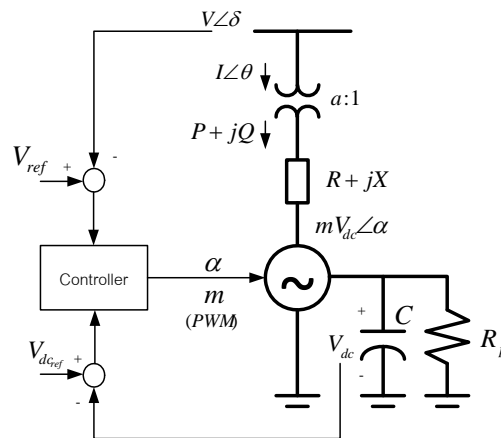 V∠δ
I∠θ
a:1
P + jQ
V_ref
+
-
R + jX
mV_dc∠α
Controller
α
m
(PWM)
+
-
C
V_dc
V_dc_ref
+
-